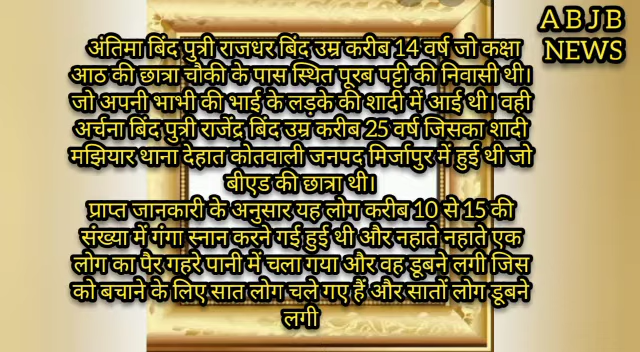 A B J B
NEWS
अंतिमा बिंद पुत्री राजधर बिंद उम्र करीब 14 वर्ष जो कक्षा
आठ की छात्रा चौकी के पास स्थित पूरब पट्टी की निवासी थी।
जो अपनी भाभी की भाई के लड़के की शादी में आई थी। वही
अर्चना बिंद पुत्री राजेंद्र बिंद उम्र करीब 25 वर्ष जिसका शादी
मझियार थाना देहात कोतवाली जनपद मिर्जापुर में हुई थी जो
बीएड की छात्रा थी।
प्राप्त जानकारी के अनुसार यह लोग करीब 10 से 15 की
संख्या में गंगा स्नान करने गई हुई थी और नहाते नहाते एक
लोग का पैर गहरे पानी में चला गया और वह डूबने लगी जिस
को बचाने के लिए सात लोग चले गए हैं और सातों लोग डूबने
लगी